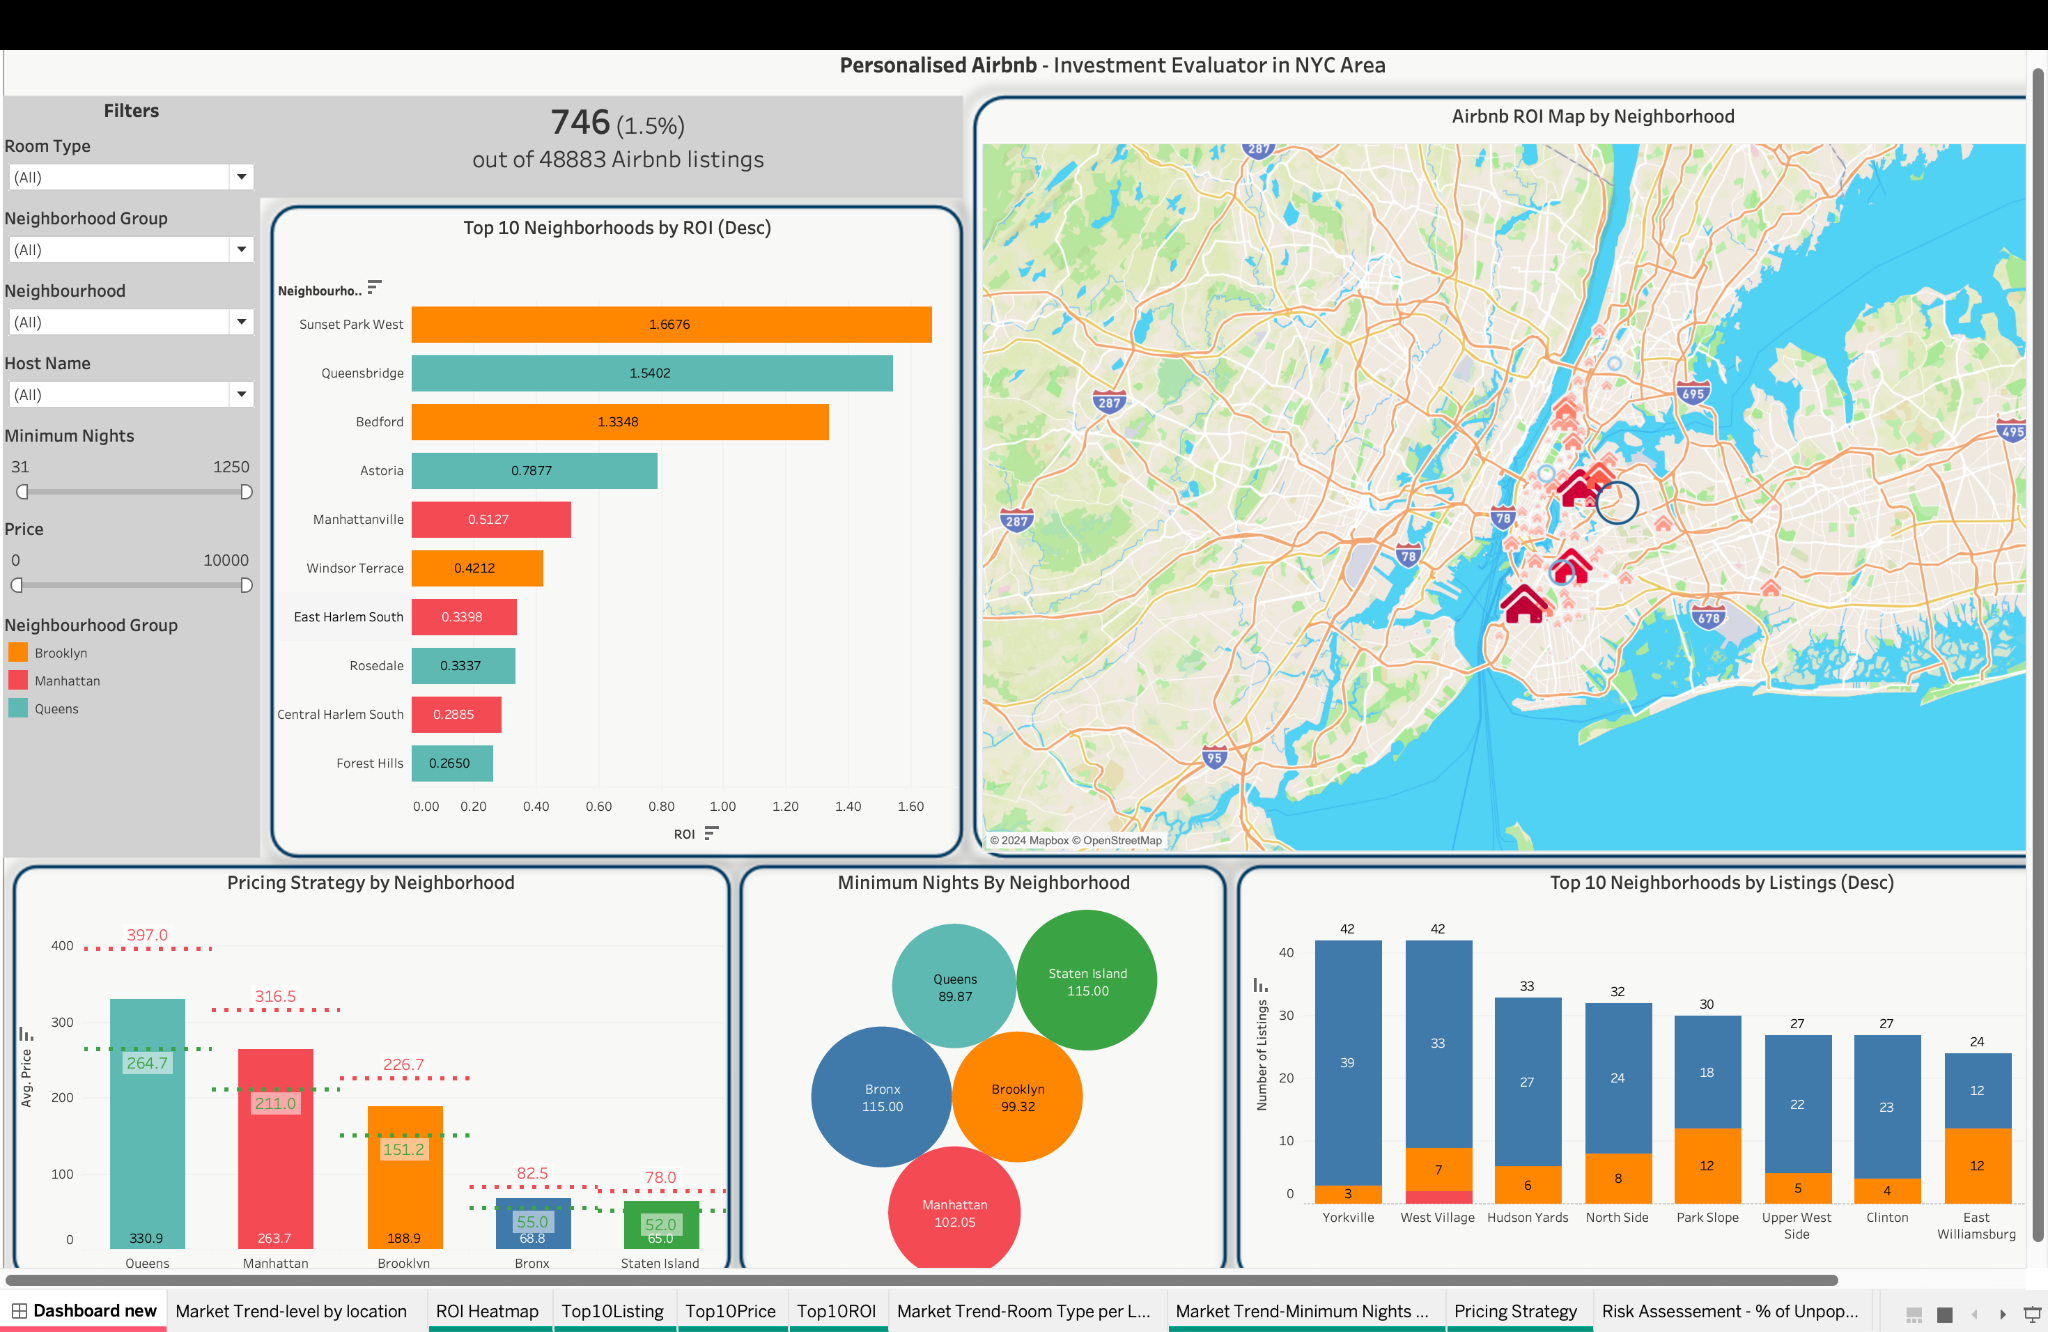 Personalised Airbnb - Investment Evaluator in NYC Area
Filters
Room Type
(All)
Neighborhood Group
(All)
Neighbourhood
(All)
Host Name
(All)
Minimum Nights
31 1250
Price
0 10000
Neighbourhood Group
Brooklyn
Manhattan
Queens
746 (1.5%)
out of 48883 Airbnb listings
Top 10 Neighborhoods by ROI (Desc)
Neighbourho..
Sunset Park West 1.6676
Queensbridge 1.5402
Bedford 1.3348
Astoria 0.7877
Manhattanville 0.5127
Windsor Terrace 0.4212
East Harlem South 0.3398
Rosedale 0.3337
Central Harlem South 0.2885
Forest Hills 0.2650
0.00 0.20 0.40 0.60 0.80 1.00 1.20 1.40 1.60
ROI
Airbnb ROI Map by Neighborhood
287
287
695
495
287
78
78
678
95
© 2024 Mapbox © OpenStreetMap
Pricing Strategy by Neighborhood
Avg. Price
400
300
200
100
0
397.0
264.7
330.9
316.5
211.0
263.7
226.7
151.2
188.9
82.5
55.0
68.8
78.0
52.0
65.0
Queens Manhattan Brooklyn Bronx Staten Island
Minimum Nights By Neighborhood
Queens
89.87
Staten Island
115.00
Bronx
115.00
Brooklyn
99.32
Manhattan
102.05
Top 10 Neighborhoods by Listings (Desc)
Number of Listings
40
30
20
10
0
42
39
3
42
33
7
33
27
6
32
24
8
30
18
12
27
22
5
27
23
4
24
12
12
Yorkville West Village Hudson Yards North Side Park Slope Upper West Side Clinton East Williamsburg
Dashboard new Market Trend-level by location ROI Heatmap Top10Listing Top10Price Top10ROI Market Trend-Room Type per L... Market Trend-Minimum Nights ... Pricing Strategy Risk Assessement - % of Unpop...